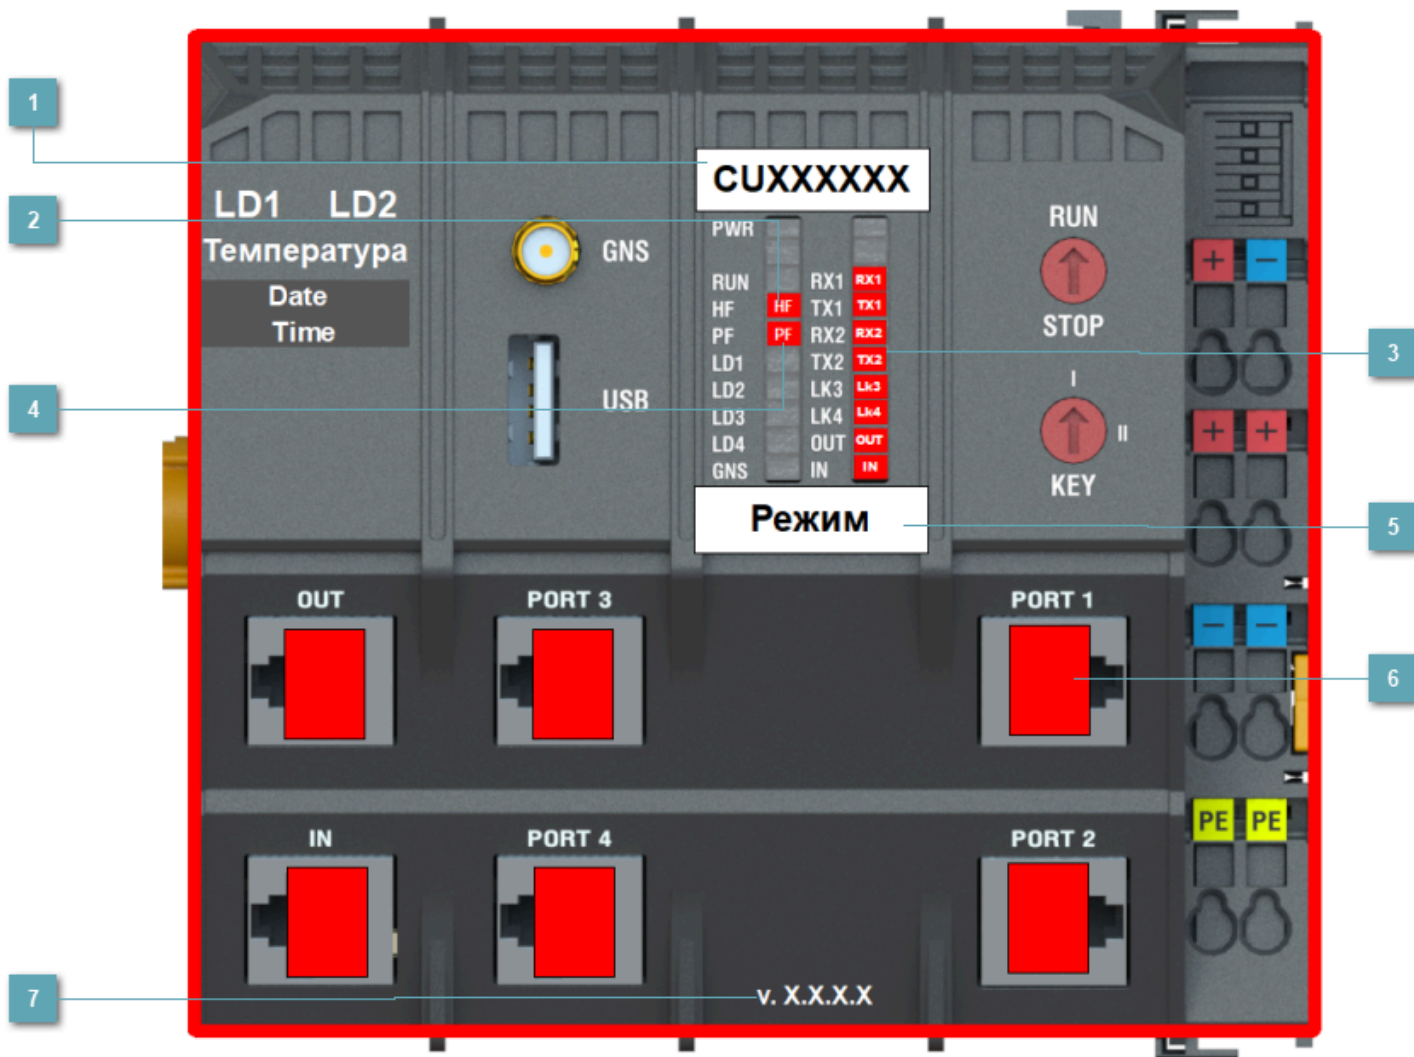 1
CUXXXXXX
2
LD1 LD2
Температура
Date
Time
GNS
USB
PWR
RUN
HF HF
PF PF
LD1
LD2
LD3
LD4
GNS
RX1 RX1
TX1 TX1
RX2 RX2
TX2 TX2
LK3 Lk3
LK4 Lk4
OUT OUT
IN IN
RUN
STOP
I
II
KEY
+ −
+ +
− −
PE PE
3
4
Режим
5
OUT
PORT 3
PORT 1
6
IN
PORT 4
PORT 2
7
v. X.X.X.X